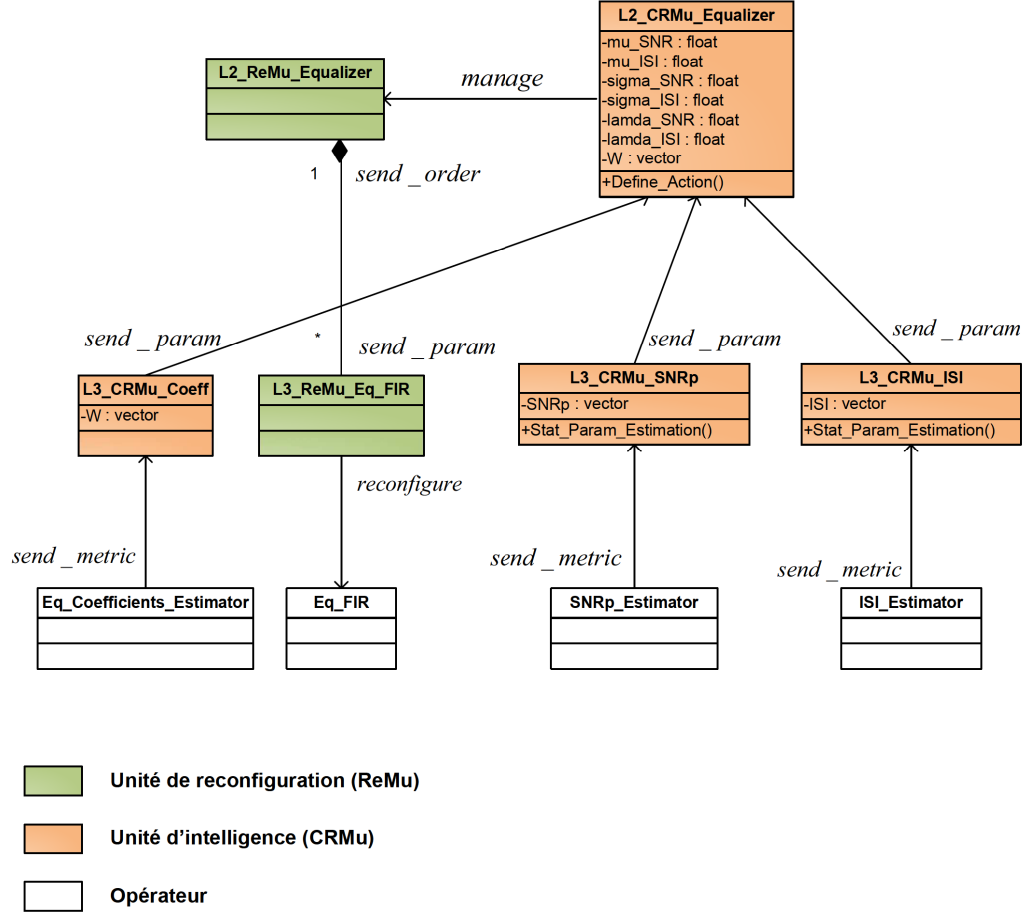 L2_CRMu_Equalizer
-mu_SNR : float
-mu_ISI : float
-sigma_SNR : float
-sigma_ISI : float
-lamda_SNR : float
-lamda_ISI : float
-W : vector
+Define_Action()
L2_ReMu_Equalizer
manage
1
send _ order
*
send _ param
send _ param
send _ param
send _ param
L3_CRMu_Coeff
-W : vector
L3_ReMu_Eq_FIR
L3_CRMu_SNRp
-SNRp : vector
+Stat_Param_Estimation()
L3_CRMu_ISI
-ISI : vector
+Stat_Param_Estimation()
reconfigure
send _ metric
send _ metric
send _ metric
Eq_Coefficients_Estimator
Eq_FIR
SNRp_Estimator
ISI_Estimator
Unité de reconfiguration (ReMu)
Unité d’intelligence (CRMu)
Opérateur